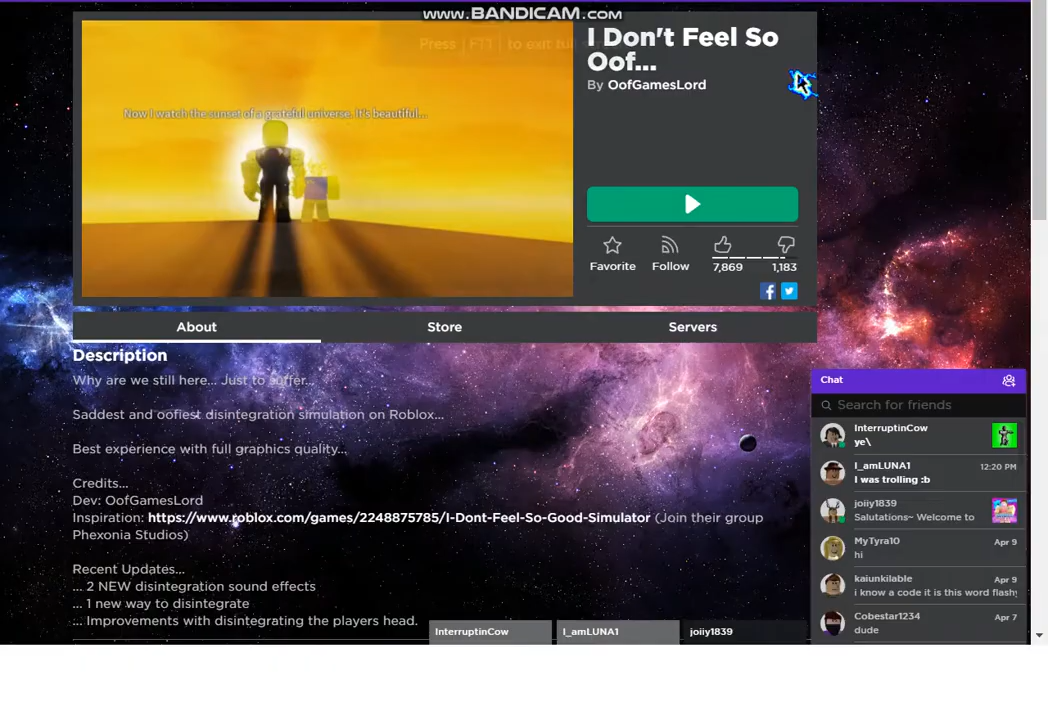 www.BANDICAM.com
Press F11 to exit full
I Don't Feel So
Oof...
By OofGamesLord
Now I watch the sunset of a grateful universe. It's beautiful...
Favorite
Follow
7,869
1,183
About
Store
Servers
Description
Why are we still here... Just to suffer...
Saddest and oofiest disintegration simulation on Roblox...
Best experience with full graphics quality...
Credits...
Dev: OofGamesLord
Inspiration: https://www.roblox.com/games/2248875785/I-Dont-Feel-So-Good-Simulator (Join their group
Phexonia Studios)
Recent Updates...
... 2 NEW disintegration sound effects
... 1 new way to disintegrate
... Improvements with disintegrating the players head.
Chat
Search for friends
InterruptinCow
ye\
I_amLUNA1 12:20 PM
I was trolling :b
joiiy1839
Salutations~ Welcome to
MyTyra10 Apr 9
hi
kaiunkilable Apr 9
i know a code it is this word flashy
Cobestar1234 Apr 7
dude
InterruptinCow
I_amLUNA1
joiiy1839